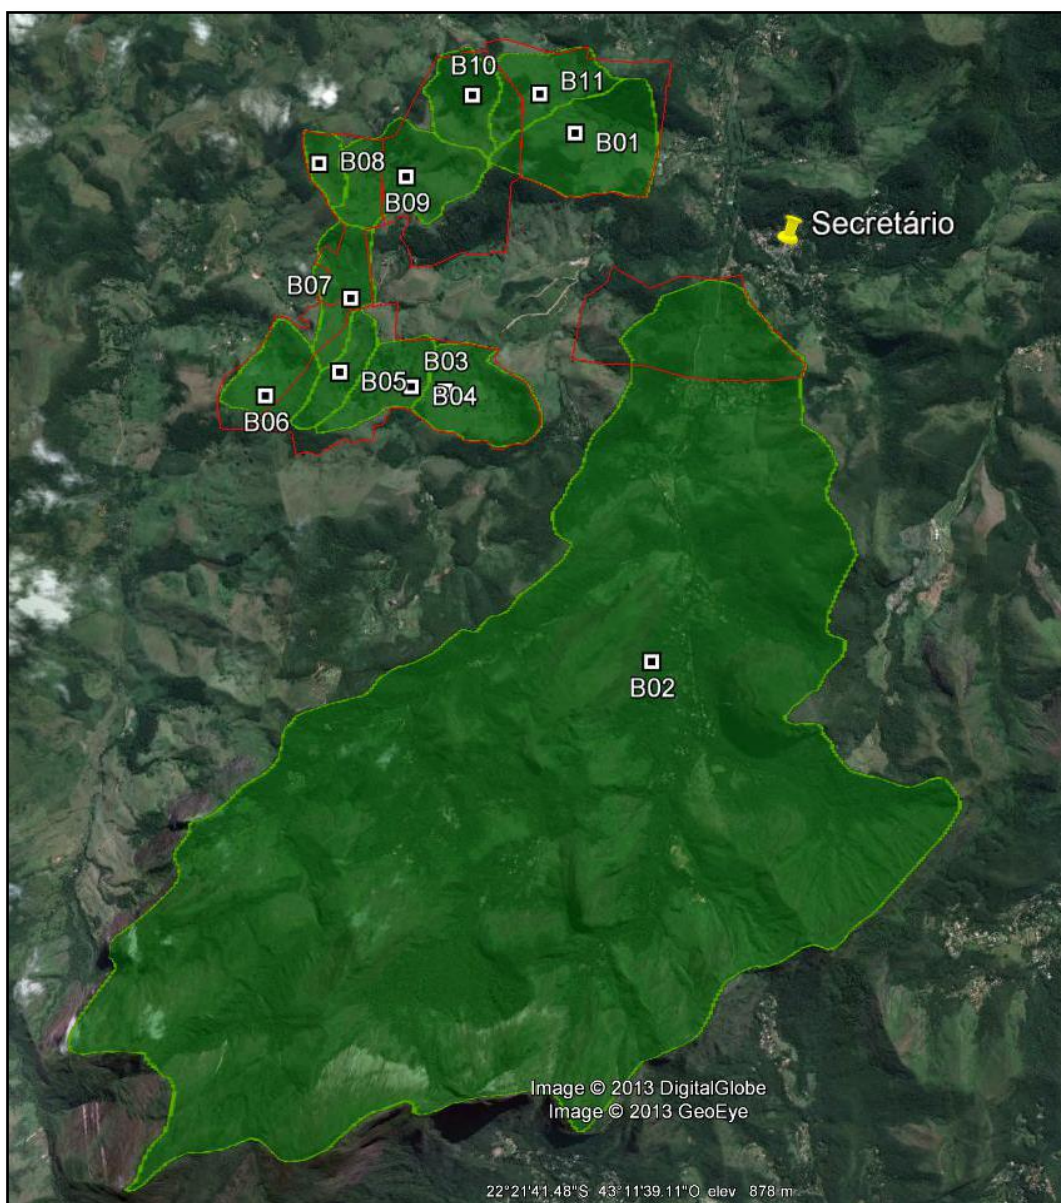 B10
B11
B01
B08
B09
Secretário
B07
B03
B05
B04
B06
B02
Image © 2013 DigitalGlobe
Image © 2013 GeoEye
22°21'41.48"S 43°11'39.11"O elev 878 m